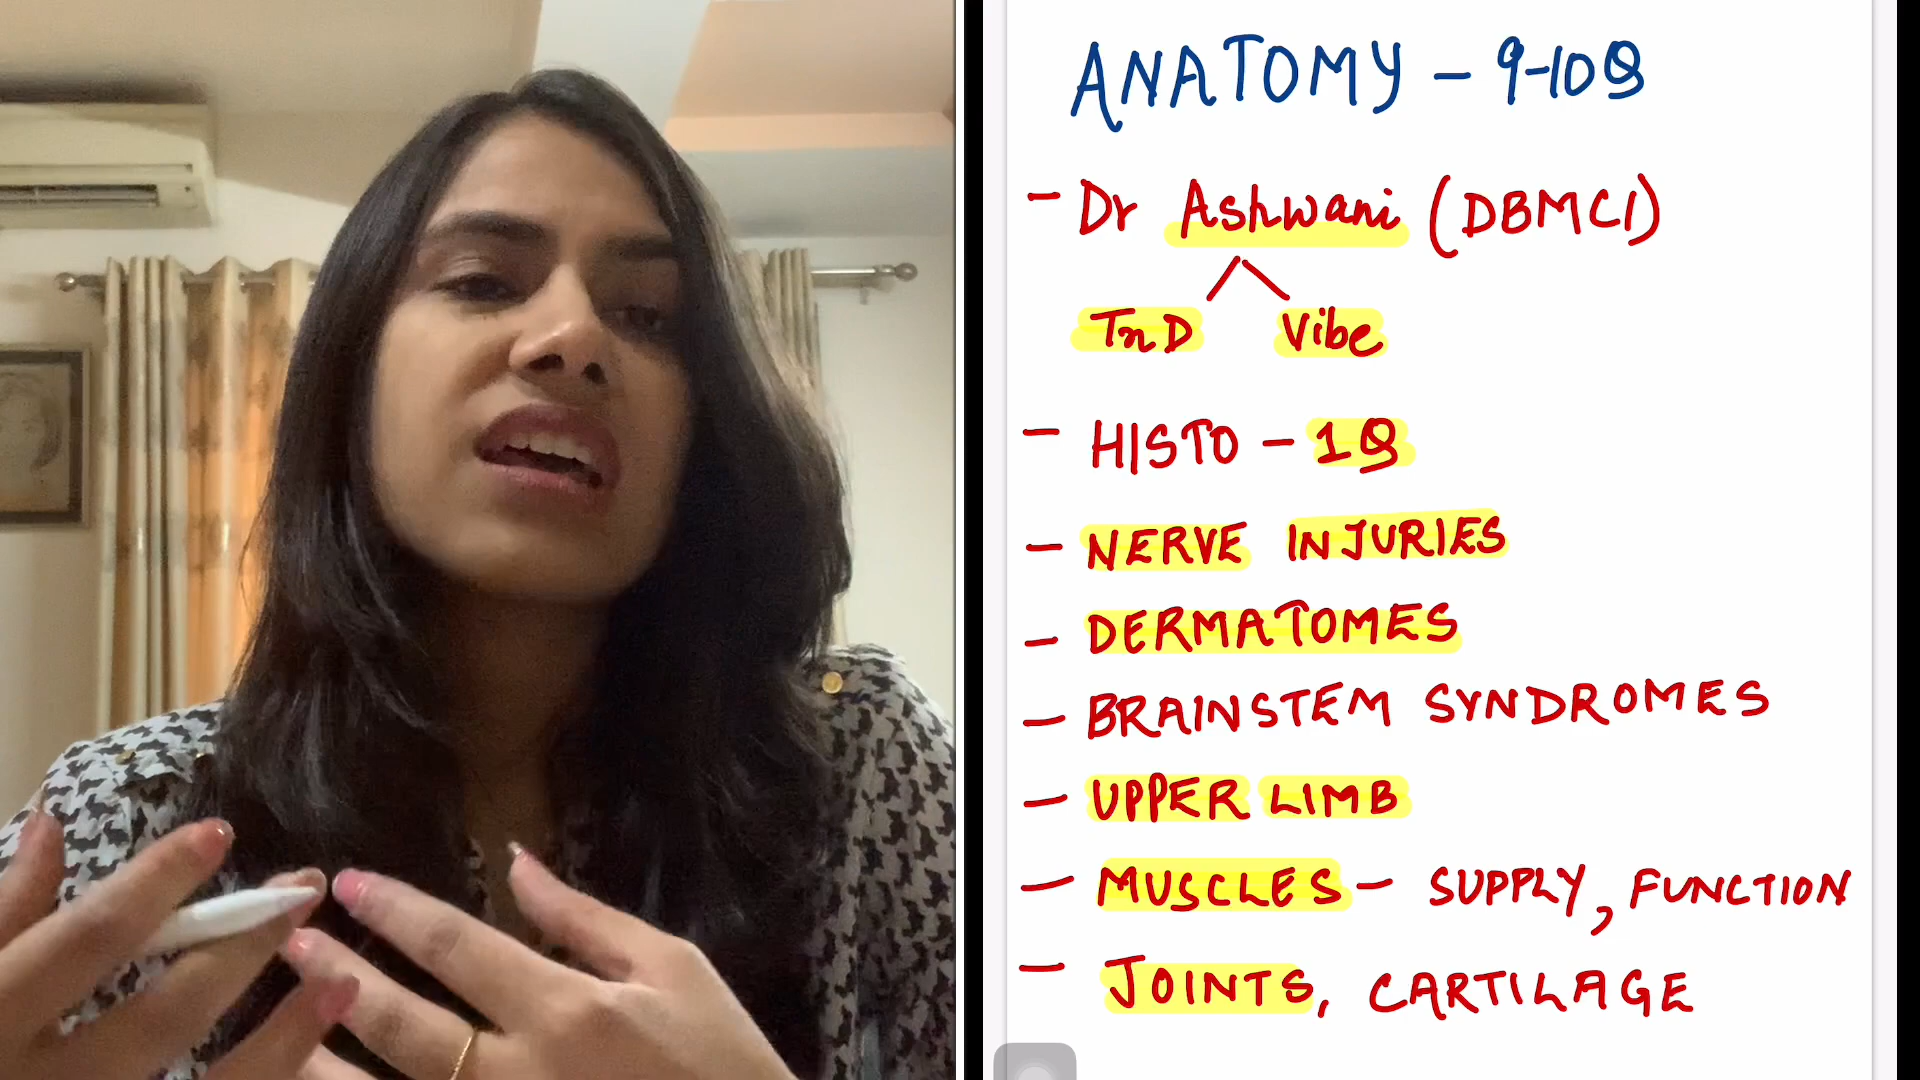 ANATOMY - 9-10Q
- Dr Ashwani (DBMCI)
TnD Vibe
- HISTO - 1Q
- NERVE INJURIES
- DERMATOMES
- BRAINSTEM SYNDROMES
- UPPER LIMB
- MUSCLES - SUPPLY, FUNCTION
- JOINTS, CARTILAGE